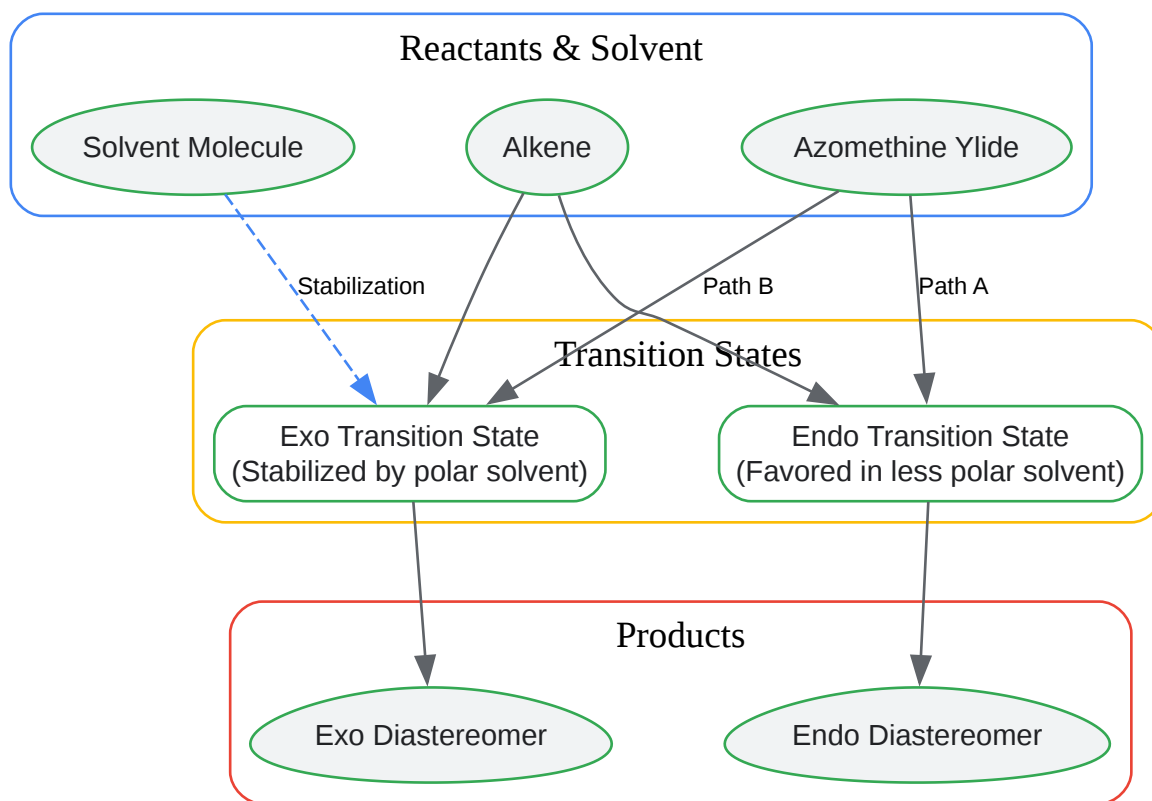 Reactants & Solvent
Solvent Molecule
Alkene
Azomethine Ylide
Stabilization
Path B
Path A
Transition States
Exo Transition State
(Stabilized by polar solvent)
Endo Transition State
(Favored in less polar solvent)
Products
Exo Diastereomer
Endo Diastereomer